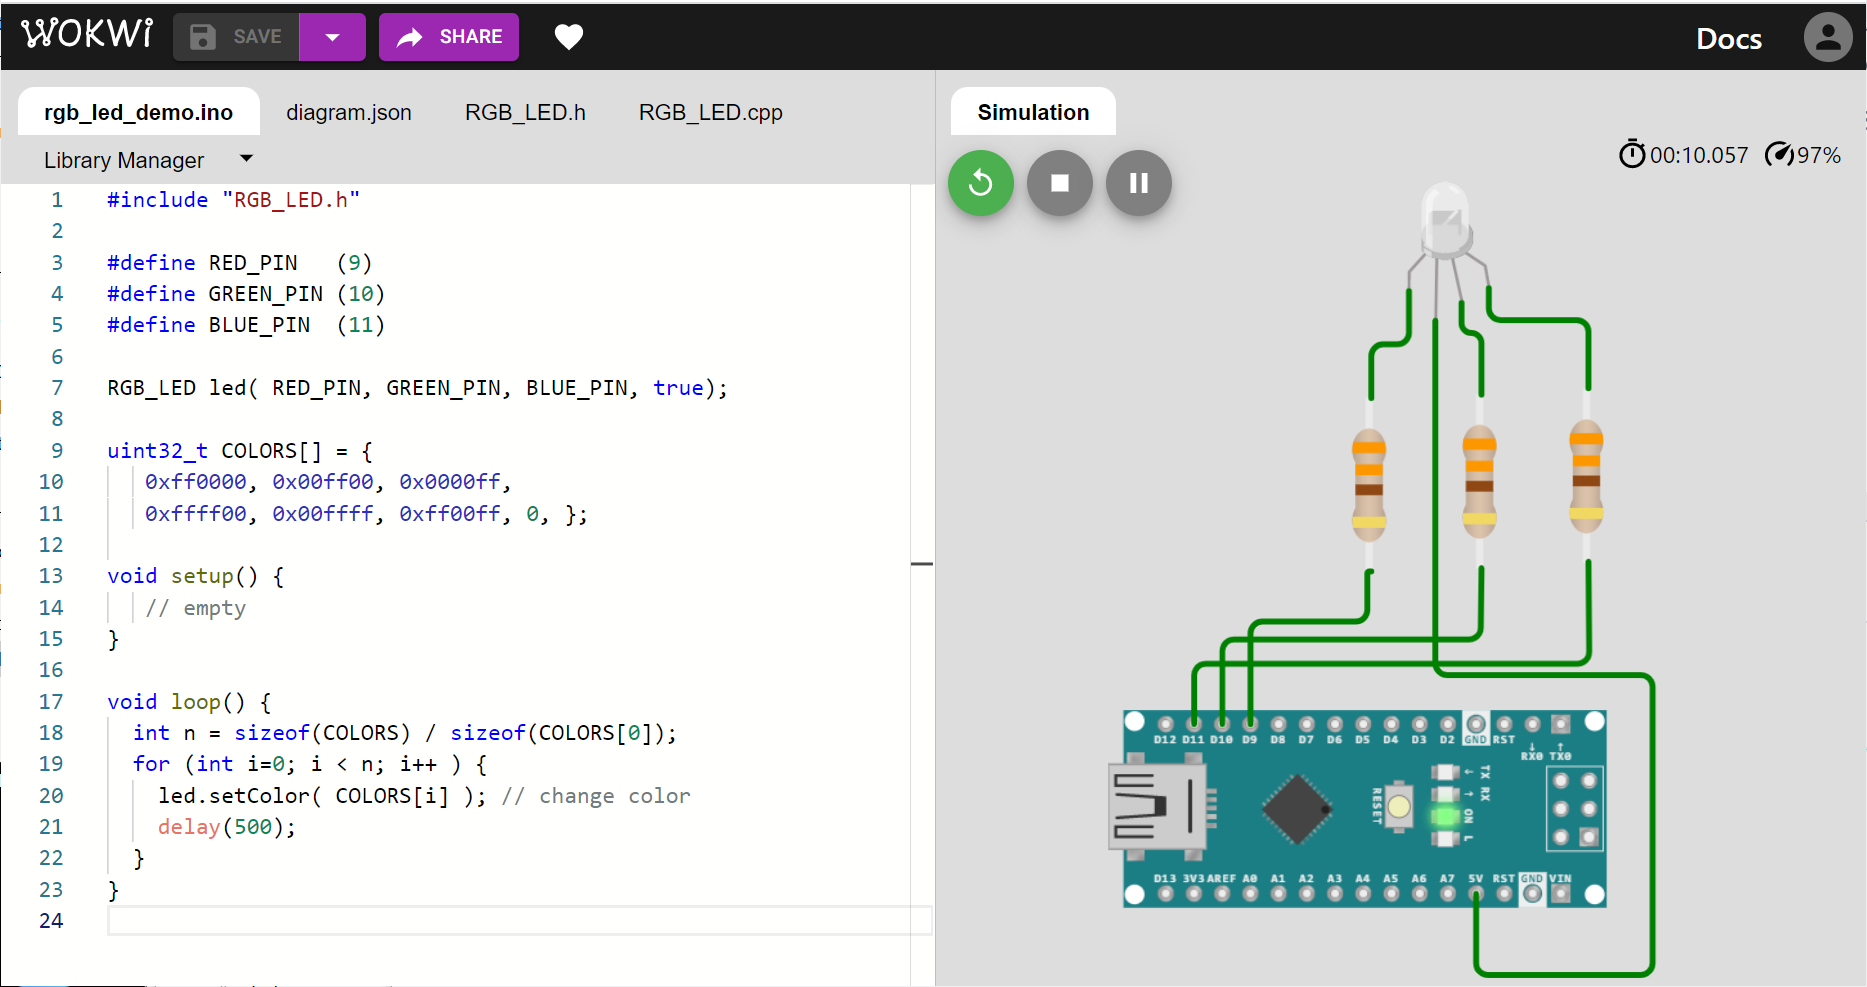 WOKWi SAVE SHARE Docs
rgb_led_demo.ino diagram.json RGB_LED.h RGB_LED.cpp
Library Manager
1 #include "RGB_LED.h"
2
3 #define RED_PIN   (9)
4 #define GREEN_PIN (10)
5 #define BLUE_PIN  (11)
6
7 RGB_LED led( RED_PIN, GREEN_PIN, BLUE_PIN, true);
8
9 uint32_t COLORS[] = {
10    0xff0000, 0x00ff00, 0x0000ff,
11    0xffff00, 0x00ffff, 0xff00ff, 0, };
12
13 void setup() {
14    // empty
15 }
16
17 void loop() {
18   int n = sizeof(COLORS) / sizeof(COLORS[0]);
19   for (int i=0; i < n; i++ ) {
20     led.setColor( COLORS[i] ); // change color
21     delay(500);
22   }
23 }
24
Simulation
00:10.057 97%
D12 D11 D10 D9 D8 D7 D6 D5 D4 D3 D2 GND RST
RX0 TX0
RESET
TX
RX
ON
L
D13 3V3 AREF A0 A1 A2 A3 A4 A5 A6 A7 5V RST GND VIN